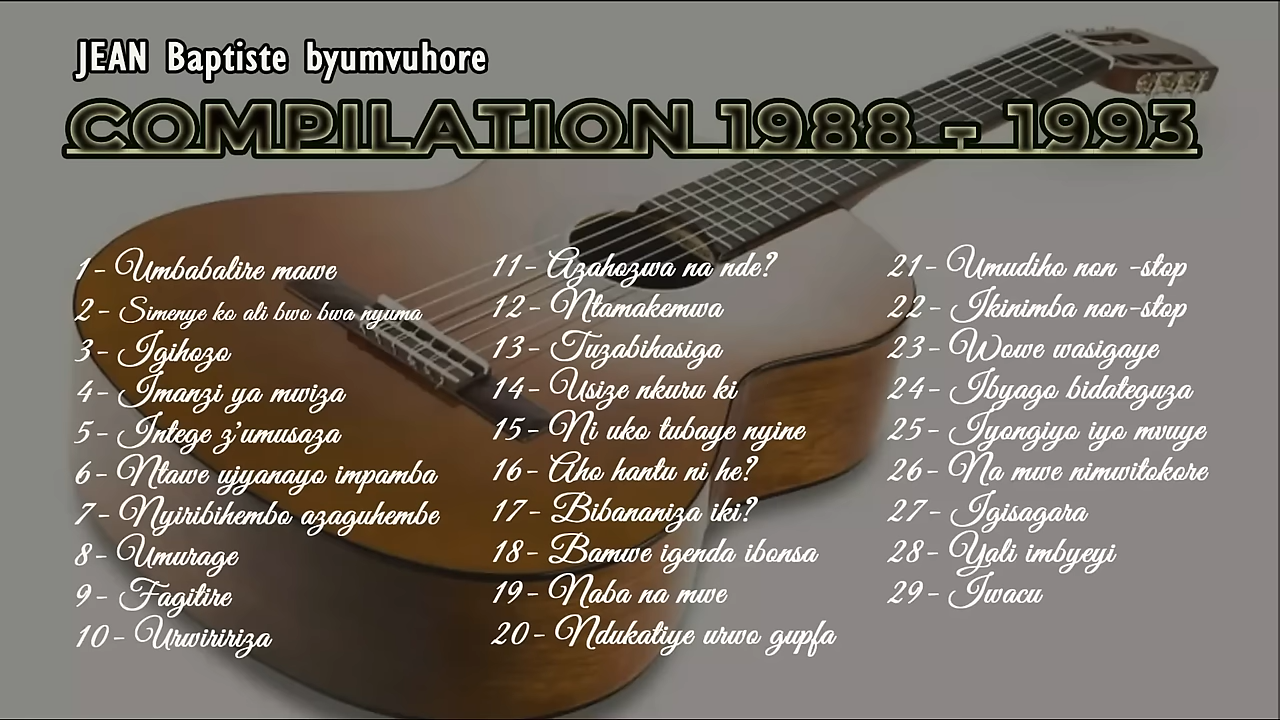 JEAN Baptiste byumvuhore
COMPILATION 1988 - 1993
1- Umbabalire mawe
2- Simenye ko ali bwo bwa nyuma
3- Igihozo
4- Imanzi ya mwiza
5- Intege z'umusaza
6- Ntawe ujyanayo impamba
7- Nyiribihembo azaguhembe
8- Umurage
9- Fagitire
10- Urwiririza
11- Azahozwa na nde?
12- Ntamakemwa
13- Tuzabihasiga
14- Usize nkuru ki
15- Ni uko tubaye nyine
16- Aho hantu ni he?
17- Bibananiza iki?
18- Bamwe igenda ibonsa
19- Naba na mwe
20- Ndukatiye urwo gupfa
21- Umudiho non -stop
22- Ikinimba non-stop
23- Wowe wasigaye
24- Ibyago bidateguza
25- Iyongiyo iyo mvuye
26- Na mwe nimwitokore
27- Igisagara
28- Yali imbyeyi
29- Iwacu